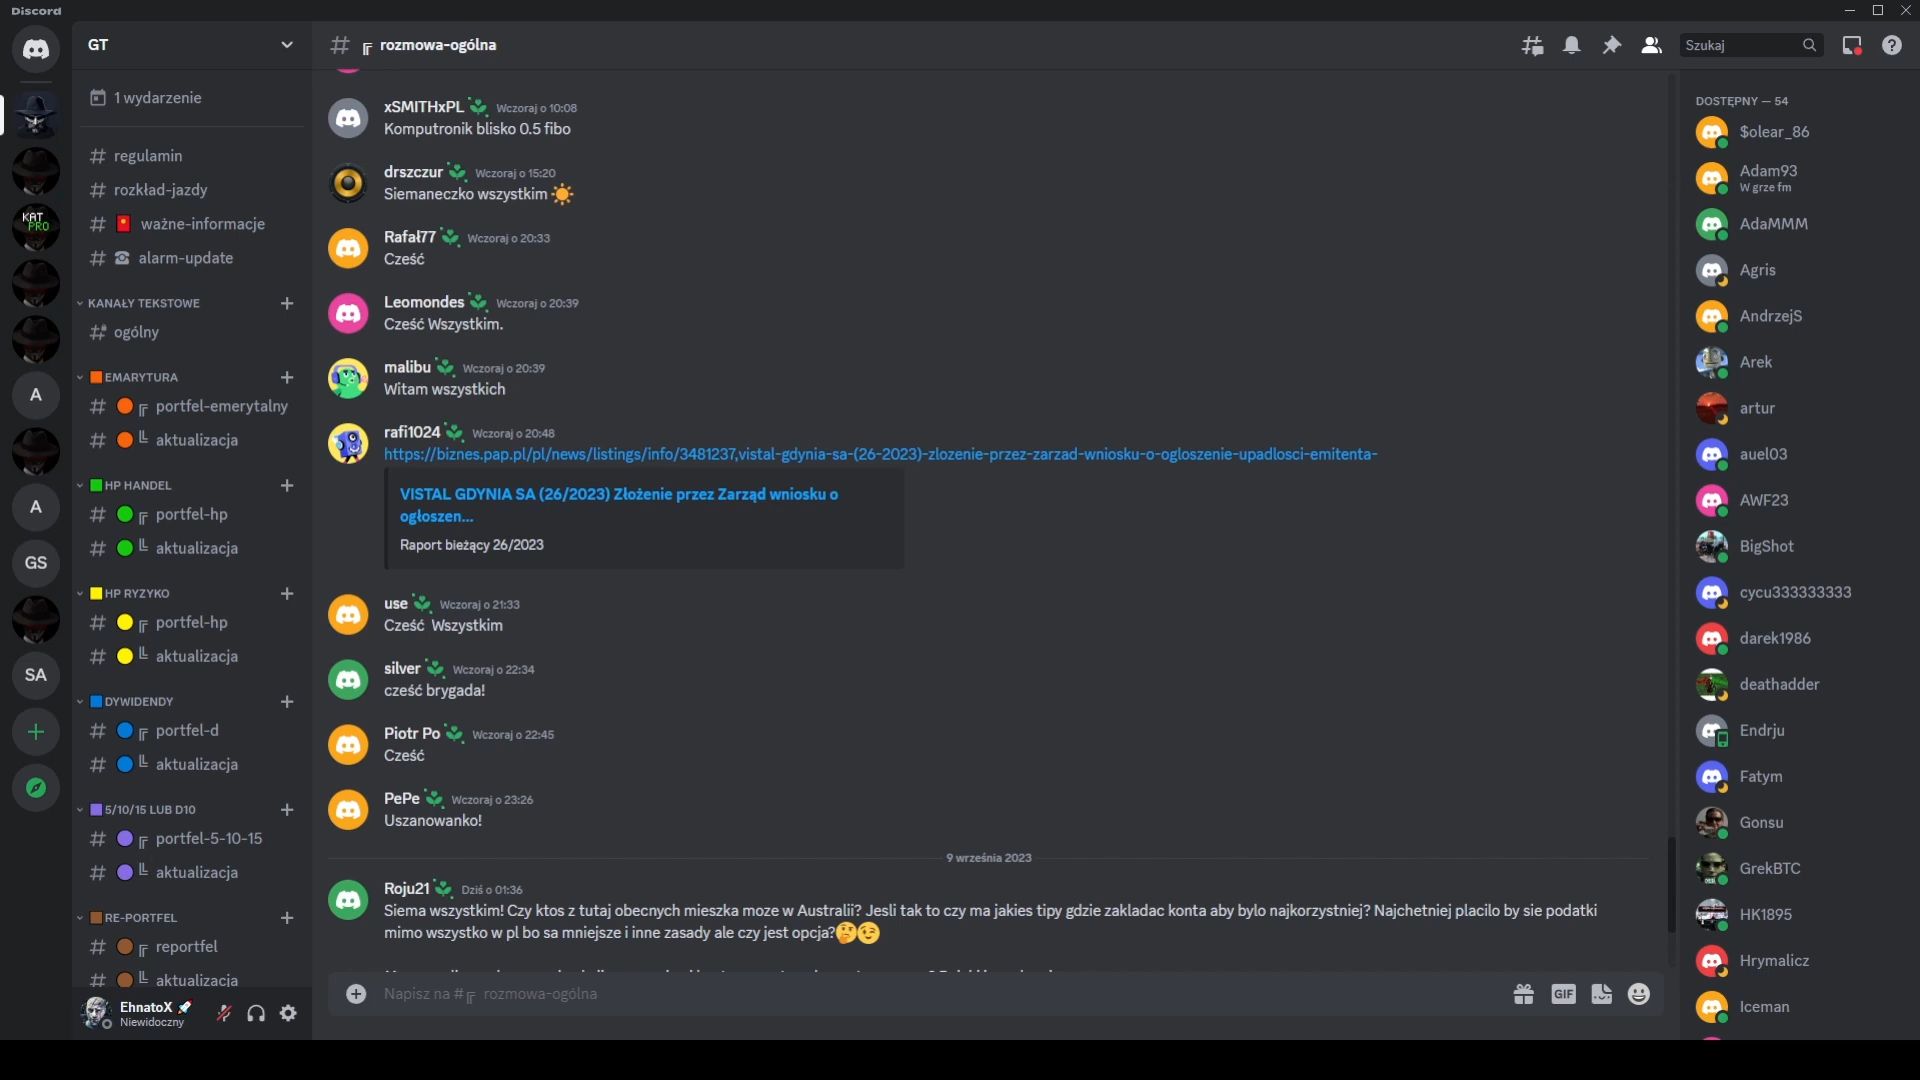 Discord
GT
1 wydarzenie
# regulamin
# rozkład-jazdy
# ważne-informacje
# alarm-update
KANAŁY TEKSTOWE
# ogólny
EMARYTURA
# ╔ portfel-emerytalny
# ╚ aktualizacja
HP HANDEL
# ╔ portfel-hp
# ╚ aktualizacja
HP RYZYKO
# ╔ portfel-hp
# ╚ aktualizacja
DYWIDENDY
# ╔ portfel-d
# ╚ aktualizacja
5/10/15 LUB D10
# ╔ portfel-5-10-15
# ╚ aktualizacja
RE-PORTFEL
# ╔ reportfel
# ╚ aktualizacja
EhnatoX 🚀
Niewidoczny
KAT
PRO
A
A
GS
SA
# ╔ rozmowa-ogólna
Szukaj
xSMITHxPL Wczoraj o 10:08
Komputronik blisko 0.5 fibo
drszczur Wczoraj o 15:20
Siemaneczko wszystkim ☀️
Rafał77 Wczoraj o 20:33
Cześć
Leomondes Wczoraj o 20:39
Cześć Wszystkim.
malibu Wczoraj o 20:39
Witam wszystkich
rafi1024 Wczoraj o 20:48
https://biznes.pap.pl/pl/news/listings/info/3481237,vistal-gdynia-sa-(26-2023)-zlozenie-przez-zarzad-wniosku-o-ogloszenie-upadlosci-emitenta-
VISTAL GDYNIA SA (26/2023) Złożenie przez Zarząd wniosku o
ogłoszen...
Raport bieżący 26/2023
use Wczoraj o 21:33
Cześć Wszystkim
silver Wczoraj o 22:34
cześć brygada!
Piotr Po Wczoraj o 22:45
Cześć
PePe Wczoraj o 23:26
Uszanowanko!
9 września 2023
Roju21 Dziś o 01:36
Siema wszystkim! Czy ktos z tutaj obecnych mieszka moze w Australii? Jesli tak to czy ma jakies tipy gdzie zakladac konta aby bylo najkorzystniej? Najchetniej placilo by sie podatki
mimo wszystko w pl bo sa mniejsze i inne zasady ale czy jest opcja?🤔😉
Napisz na #╔ rozmowa-ogólna
GIF
DOSTĘPNY — 54
$olear_86
Adam93
W grze fm
AdaMMM
Agris
AndrzejS
Arek
artur
auel03
AWF23
BigShot
cycu333333333
darek1986
deathadder
Endrju
Fatym
Gonsu
GrekBTC
HK1895
Hrymalicz
Iceman